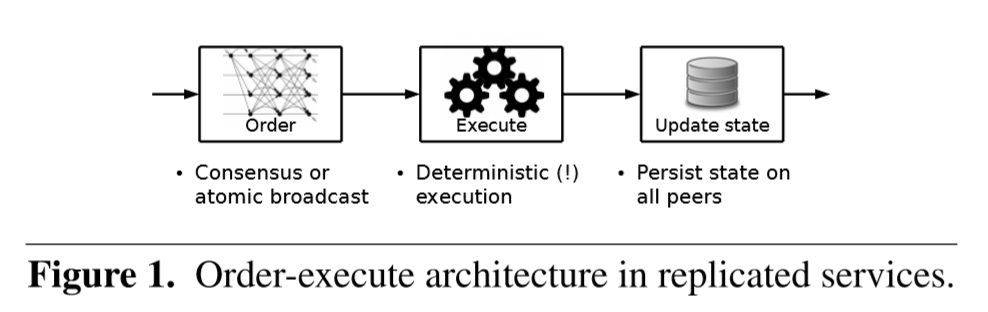 Order
Execute
Update state
• Consensus or
atomic broadcast
• Deterministic (!)
execution
• Persist state on
all peers
Figure 1. Order-execute architecture in replicated services.